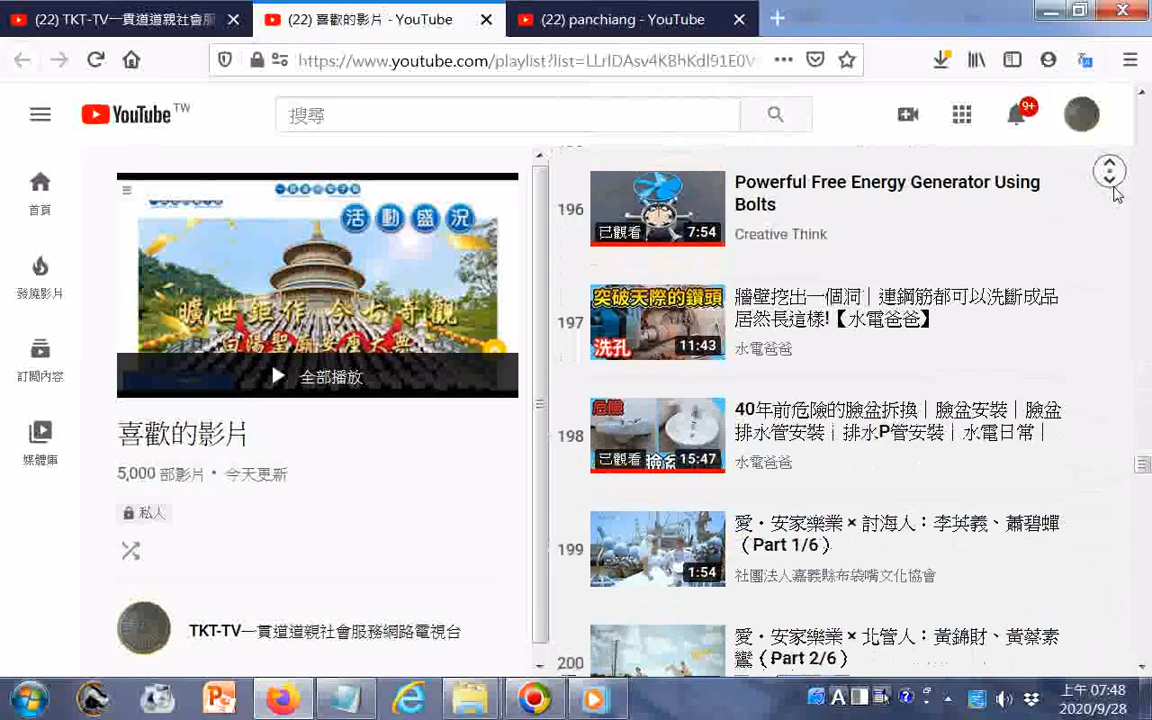 (22) TKT-TV一貫道道親社會服
(22) 喜歡的影片 - YouTube
(22) panchiang - YouTube
https://www.youtube.com/playlist?list=LLrIDAsv4KBhKdl91E0V
YouTube TW
搜尋
9+
首頁
發燒影片
訂閱內容
媒體庫
活動盛況
曠世鉅作 今古奇觀
全部播放
喜歡的影片
5,000 部影片・今天更新
私人
TKT-TV一貫道道親社會服務網路電視台
196
已觀看
7:54
Powerful Free Energy Generator Using
Bolts
Creative Think
197
突破天際的鑽頭
洗孔
11:43
牆壁挖出一個洞｜連鋼筋都可以洗斷成品
居然長這樣!【水電爸爸】
水電爸爸
198
危險
已觀看
15:47
40年前危險的臉盆拆換｜臉盆安裝｜臉盆
排水管安裝｜排水P管安裝｜水電日常｜
水電爸爸
199
1:54
愛・安家樂業 × 討海人：李英義、蕭碧蟬
（Part 1/6）
社團法人嘉義縣布袋嘴文化協會
200
愛・安家樂業 × 北管人：黃錦財、黃蔡素
鸞（Part 2/6）
上午 07:48
2020/9/28